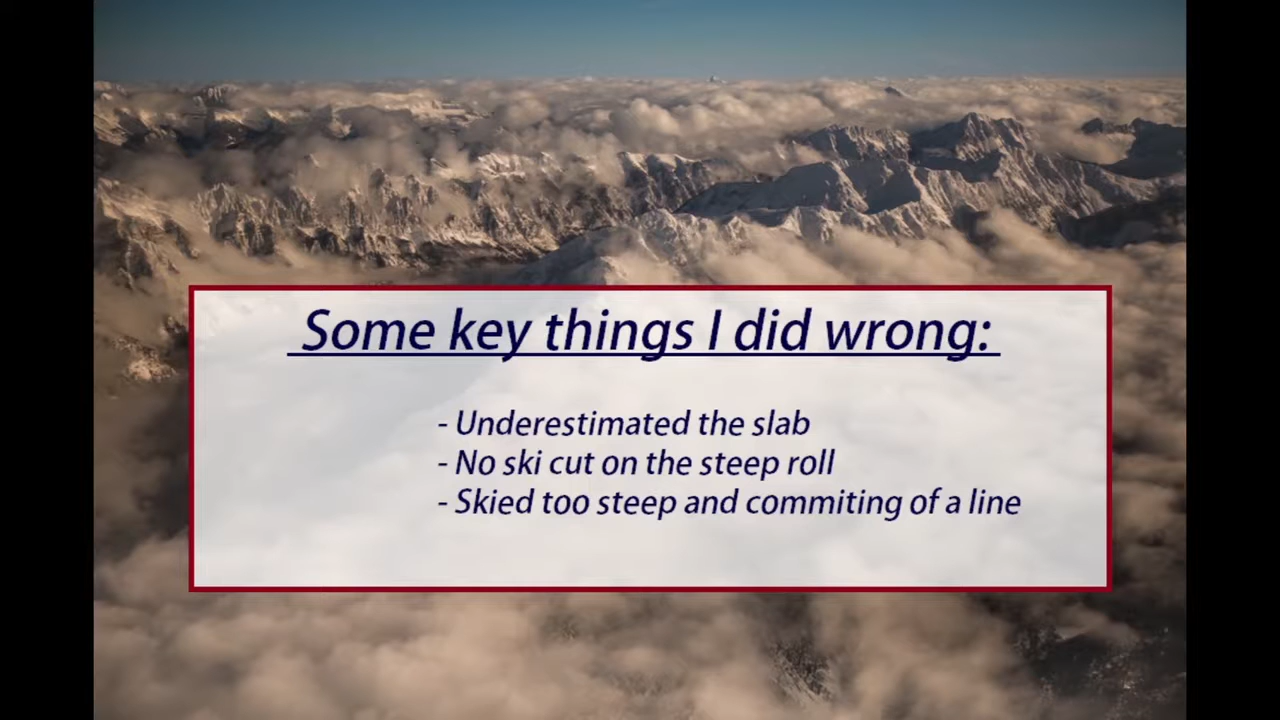 Some key things I did wrong:
- Underestimated the slab
- No ski cut on the steep roll
- Skied too steep and commiting of a line